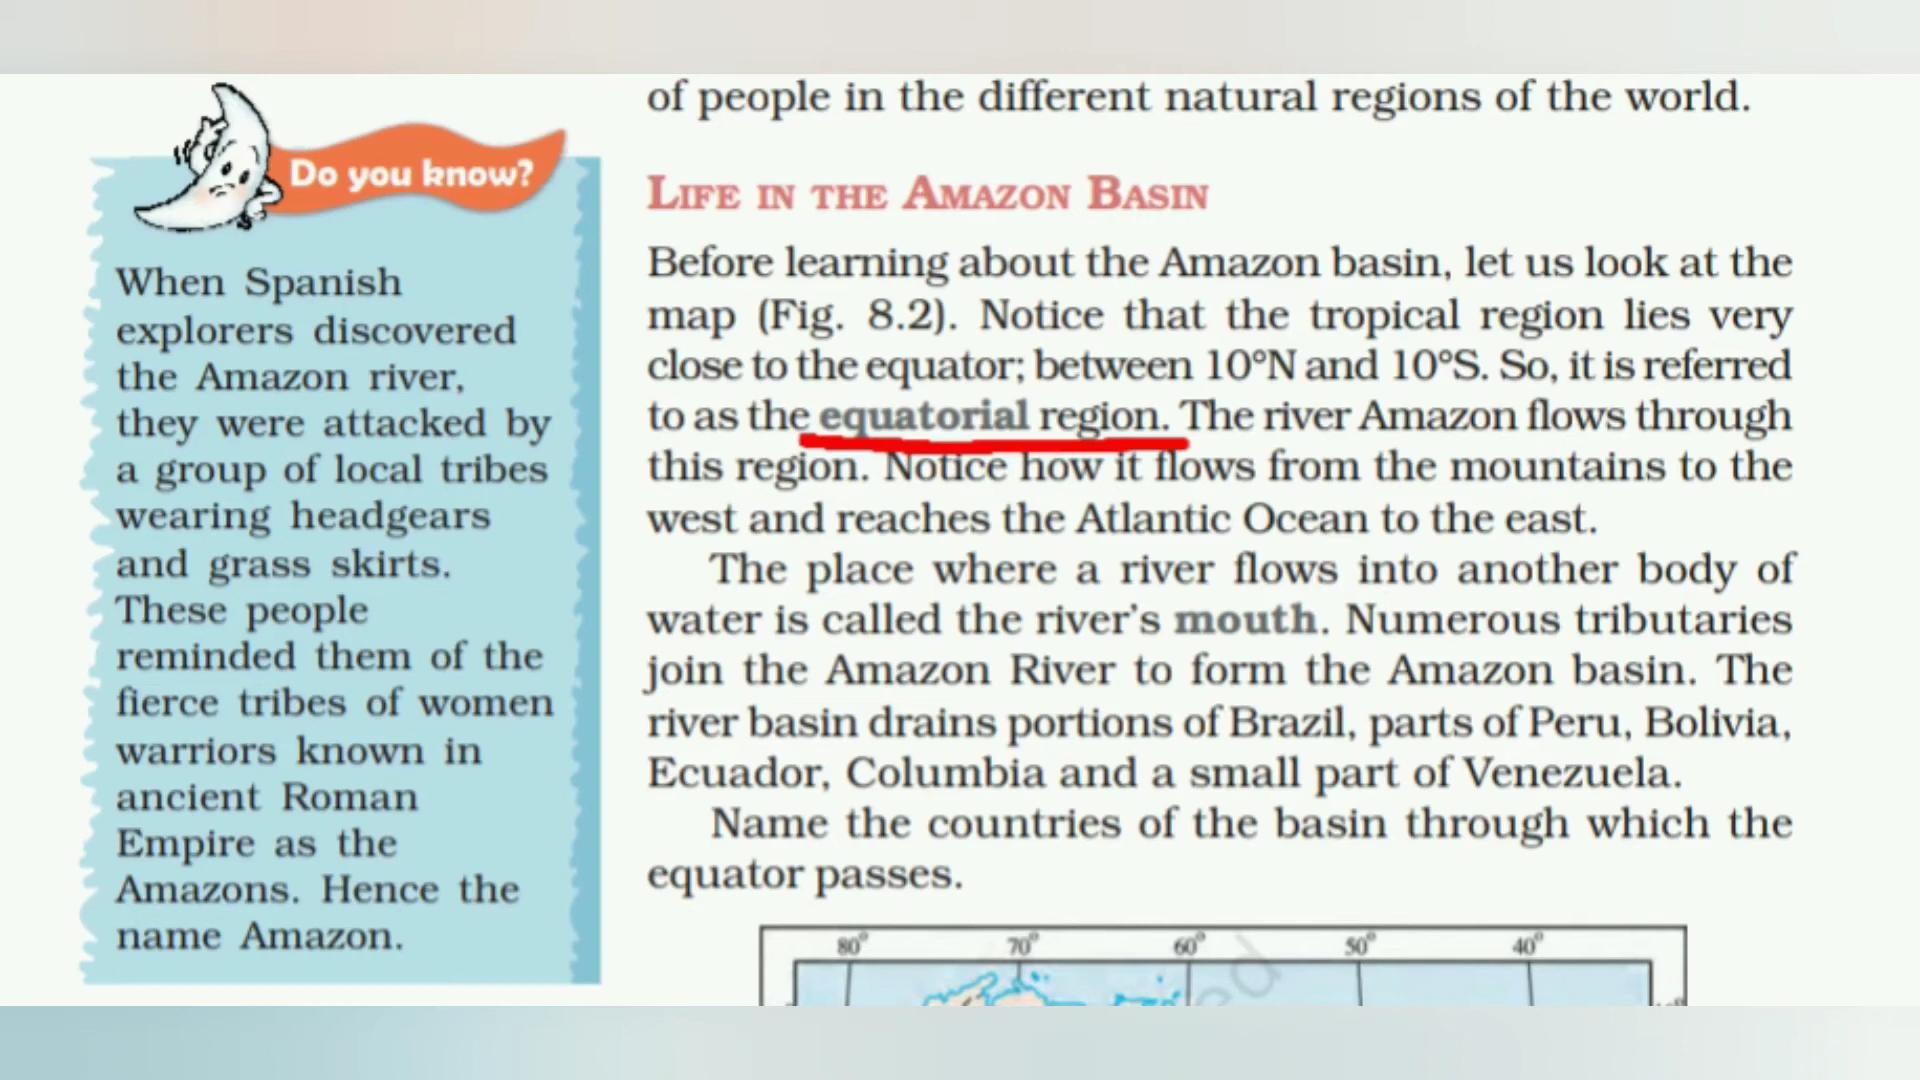 Do you know?
When Spanish
explorers discovered
the Amazon river,
they were attacked by
a group of local tribes
wearing headgears
and grass skirts.
These people
reminded them of the
fierce tribes of women
warriors known in
ancient Roman
Empire as the
Amazons. Hence the
name Amazon.
of people in the different natural regions of the world.
LIFE IN THE AMAZON BASIN
Before learning about the Amazon basin, let us look at the
map (Fig. 8.2). Notice that the tropical region lies very
close to the equator; between 10°N and 10°S. So, it is referred
to as the equatorial region. The river Amazon flows through
this region. Notice how it flows from the mountains to the
west and reaches the Atlantic Ocean to the east.
The place where a river flows into another body of
water is called the river's mouth. Numerous tributaries
join the Amazon River to form the Amazon basin. The
river basin drains portions of Brazil, parts of Peru, Bolivia,
Ecuador, Columbia and a small part of Venezuela.
Name the countries of the basin through which the
equator passes.
80° 70° 60° 50° 40°